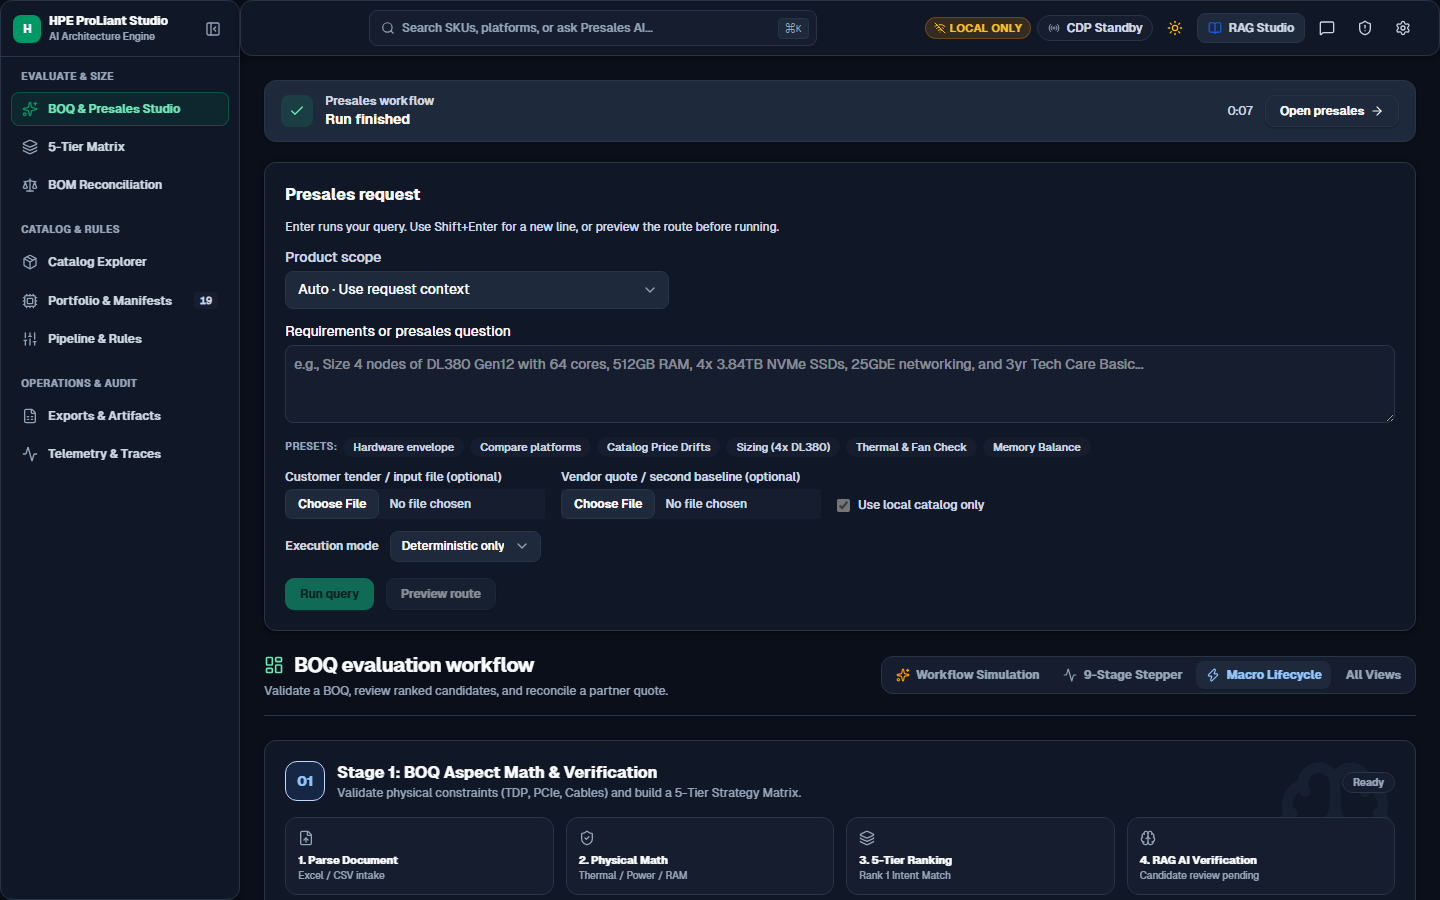 H
HPE ProLiant Studio
AI Architecture Engine
Search SKUs, platforms, or ask Presales AI...
⌘K
LOCAL ONLY
CDP Standby
RAG Studio
EVALUATE & SIZE
BOQ & Presales Studio
5-Tier Matrix
BOM Reconciliation
CATALOG & RULES
Catalog Explorer
Portfolio & Manifests
19
Pipeline & Rules
OPERATIONS & AUDIT
Exports & Artifacts
Telemetry & Traces
Presales workflow
Run finished
0:07
Open presales
Presales request
Enter runs your query. Use Shift+Enter for a new line, or preview the route before running.
Product scope
Auto · Use request context
Requirements or presales question
e.g., Size 4 nodes of DL380 Gen12 with 64 cores, 512GB RAM, 4x 3.84TB NVMe SSDs, 25GbE networking, and 3yr Tech Care Basic...
PRESETS:
Hardware envelope
Compare platforms
Catalog Price Drifts
Sizing (4x DL380)
Thermal & Fan Check
Memory Balance
Customer tender / input file (optional)
Choose File
No file chosen
Vendor quote / second baseline (optional)
Choose File
No file chosen
Use local catalog only
Execution mode
Deterministic only
Run query
Preview route
BOQ evaluation workflow
Validate a BOQ, review ranked candidates, and reconcile a partner quote.
Workflow Simulation
9-Stage Stepper
Macro Lifecycle
All Views
01
Stage 1: BOQ Aspect Math & Verification
Validate physical constraints (TDP, PCIe, Cables) and build a 5-Tier Strategy Matrix.
Ready
1. Parse Document
Excel / CSV intake
2. Physical Math
Thermal / Power / RAM
3. 5-Tier Ranking
Rank 1 Intent Match
4. RAG AI Verification
Candidate review pending